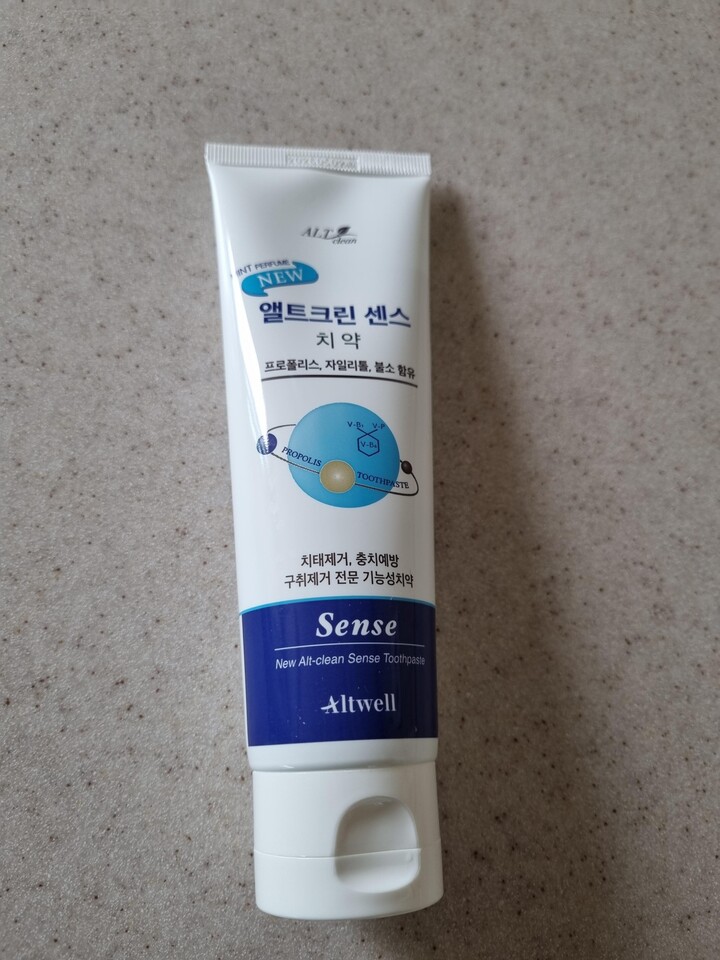 ALT
clean
MINT PERFUME
NEW
앨트크린 센스
치약
프로폴리스, 자일리톨, 불소 함유
V-B₁ V-P
V-B₆
PROPOLIS TOOTHPASTE
치태제거, 충치예방
구취제거 전문 기능성치약
Sense
New Alt-clean Sense Toothpaste
Altwell